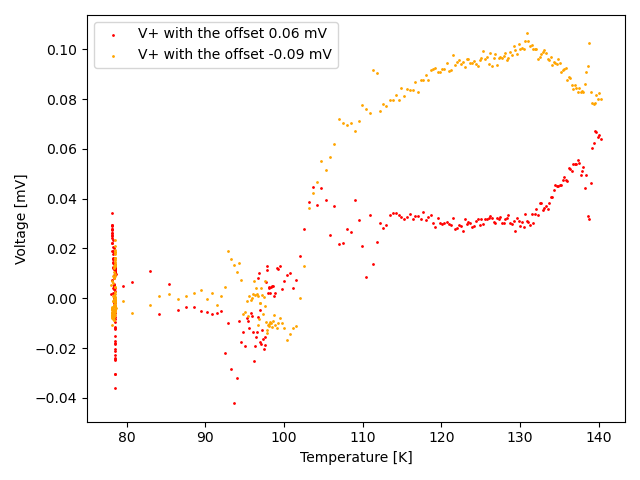 V+ with the offset 0.06 mV
V+ with the offset -0.09 mV
0.10
0.08
0.06
0.04
0.02
0.00
−0.02
−0.04
Voltage [mV]
80 90 100 110 120 130 140
Temperature [K]